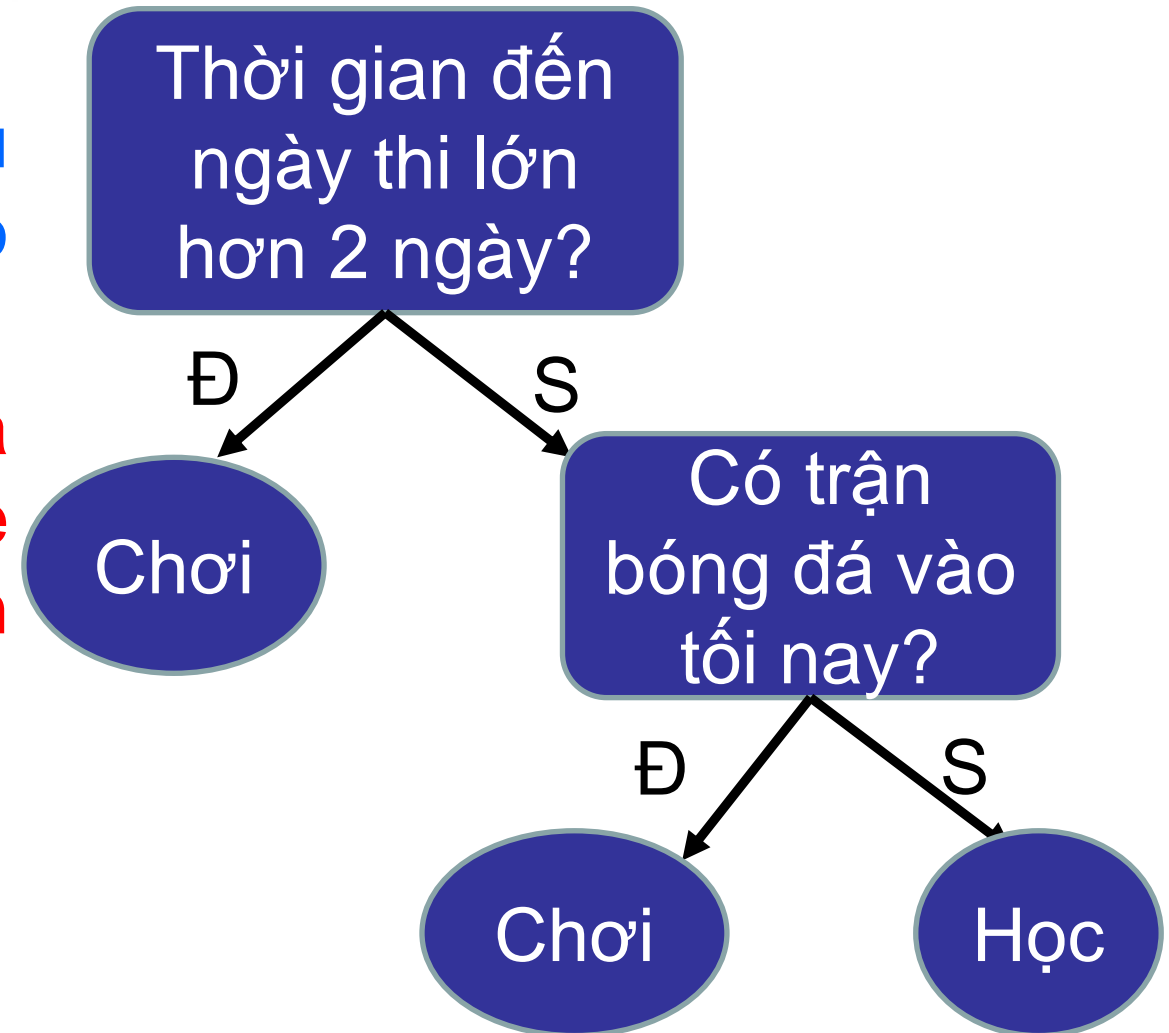 Thời gian đến
ngày thi lớn
hơn 2 ngày?
Đ
S
Chơi
Có trận
bóng đá vào
tối nay?
Đ
S
Chơi
Học